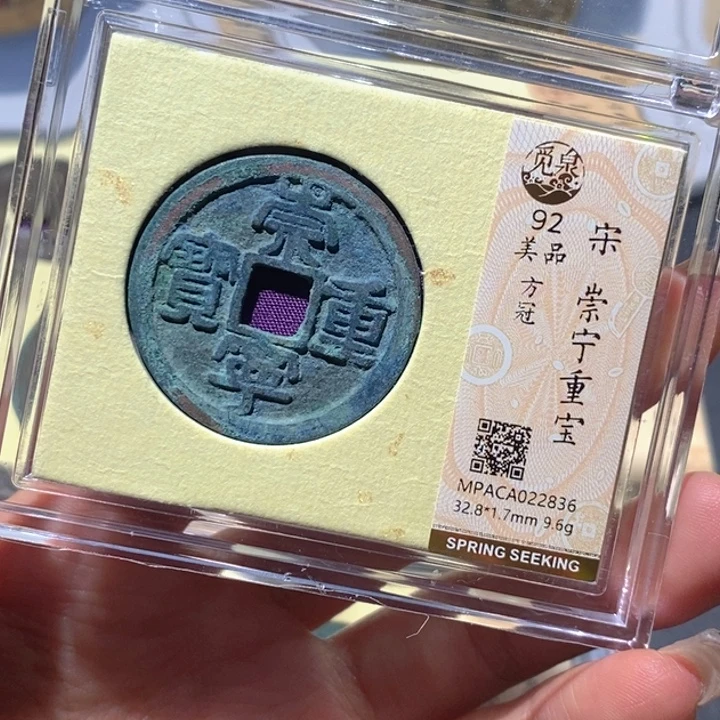 崇
重
寧
寶
觅泉
92
美品
方冠
宋
崇宁重宝
MPACA022836
32.8*1.7mm 9.6g
SPRING SEEKING